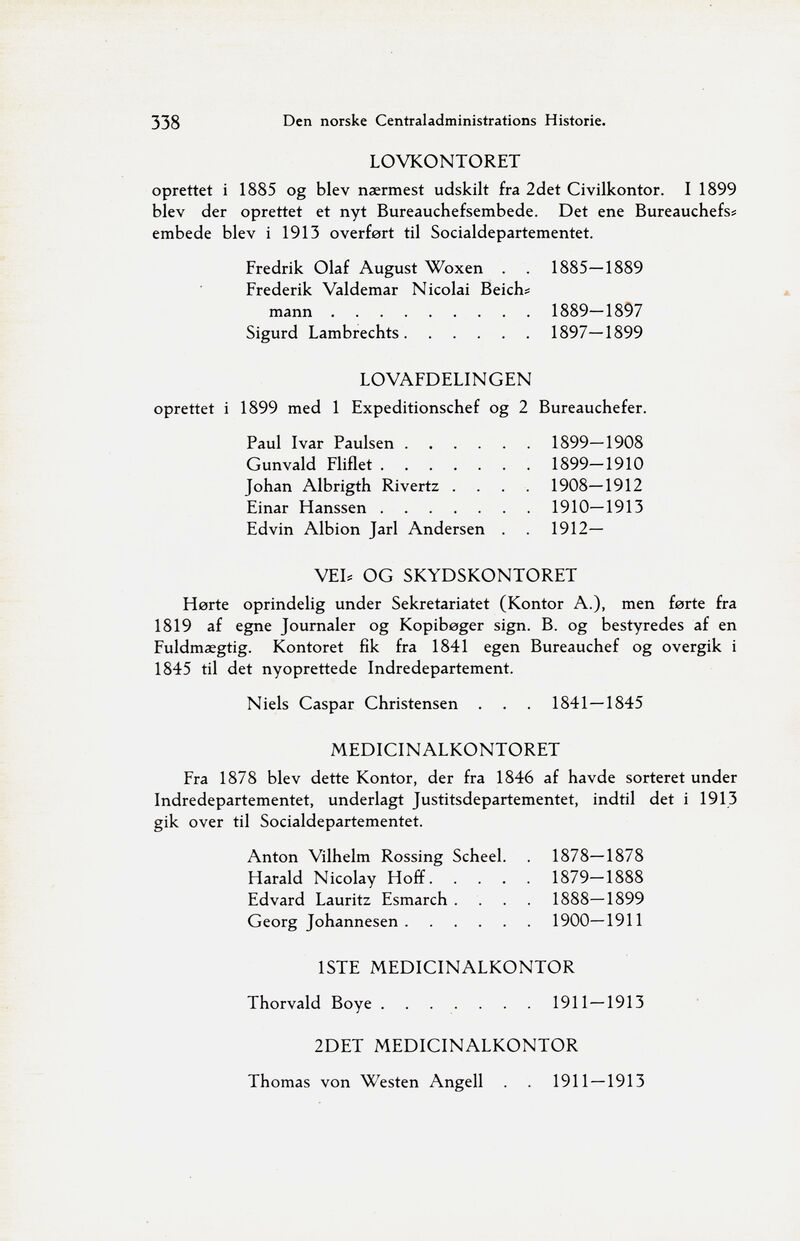 338 Den norske Centraladministrations Historie.
LOVKONTORET
oprettet i 1885 og blev nærmest udskilt fra 2det Civilkontor. I 1899
blev der oprettet et nyt Bureauchefsembede. Det ene Bureauchefs-
embede blev i 1913 overført til Socialdepartementet.
Fredrik Olaf August Woxen . . 1885—1889
Frederik Valdemar Nicolai Beich-
mann . . . . . . . . . 1889—1897
Sigurd Lambrechts . . . . . . 1897—1899
LOVAFDELINGEN
oprettet i 1899 med 1 Expeditionschef og 2 Bureauchefer.
Paul Ivar Paulsen . . . . . . 1899—1908
Gunvald Fliflet . . . . . . . 1899—1910
Johan Albrigth Rivertz . . . . 1908—1912
Einar Hanssen . . . . . . . 1910—1913
Edvin Albion Jarl Andersen . . 1912—
VEI- OG SKYDSKONTORET
Hørte oprindelig under Sekretariatet (Kontor A.), men førte fra
1819 af egne Journaler og Kopibøger sign. B. og bestyredes af en
Fuldmægtig. Kontoret fik fra 1841 egen Bureauchef og overgik i
1845 til det nyoprettede Indredepartement.
Niels Caspar Christensen . . . 1841—1845
MEDICINALKONTORET
Fra 1878 blev dette Kontor, der fra 1846 af havde sorteret under
Indredepartementet, underlagt Justitsdepartementet, indtil det i 1913
gik over til Socialdepartementet.
Anton Vilhelm Rossing Scheel. . 1878—1878
Harald Nicolay Hoff . . . . . 1879—1888
Edvard Lauritz Esmarch . . . . 1888—1899
Georg Johannesen . . . . . . 1900—1911
1STE MEDICINALKONTOR
Thorvald Boye . . . . . . . 1911—1913
2DET MEDICINALKONTOR
Thomas von Westen Angell . . 1911—1913